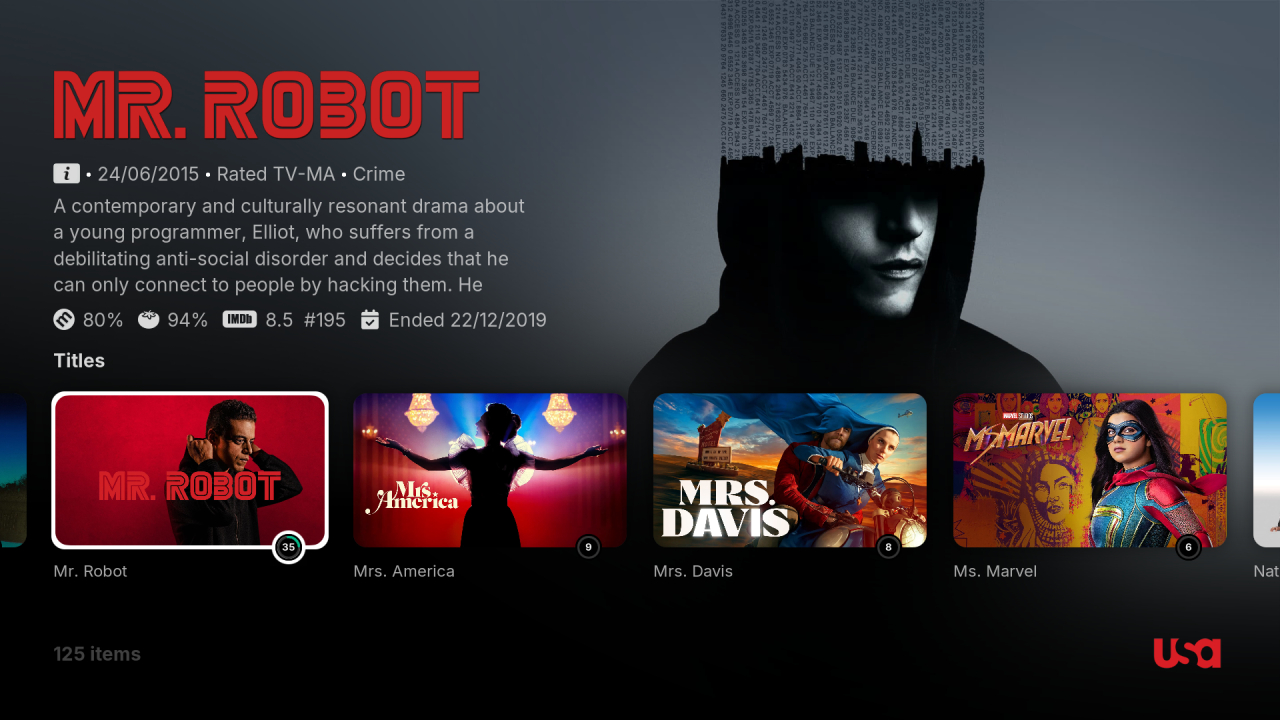 MR. ROBOT
i • 24/06/2015 • Rated TV-MA • Crime
A contemporary and culturally resonant drama about
a young programmer, Elliot, who suffers from a
debilitating anti-social disorder and decides that he
can only connect to people by hacking them. He
80% 94% IMDb 8.5 #195 Ended 22/12/2019
Titles
MR. ROBOT
Mrs.
America
MRS.
DAVIS
MARVEL STUDIOS
MS MARVEL
35
9
8
6
Mr. Robot
Mrs. America
Mrs. Davis
Ms. Marvel
Nat
125 items
usa